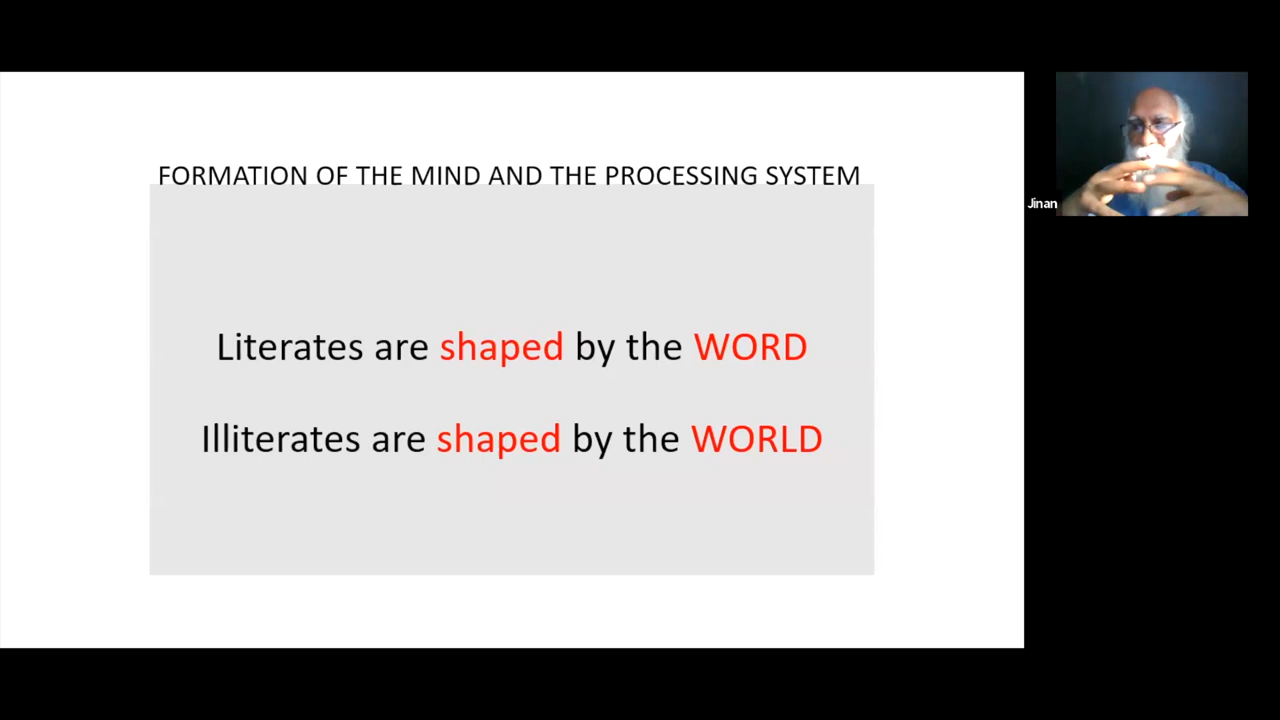 FORMATION OF THE MIND AND THE PROCESSING SYSTEM
Literates are shaped by the WORD
Illiterates are shaped by the WORLD
Jinan